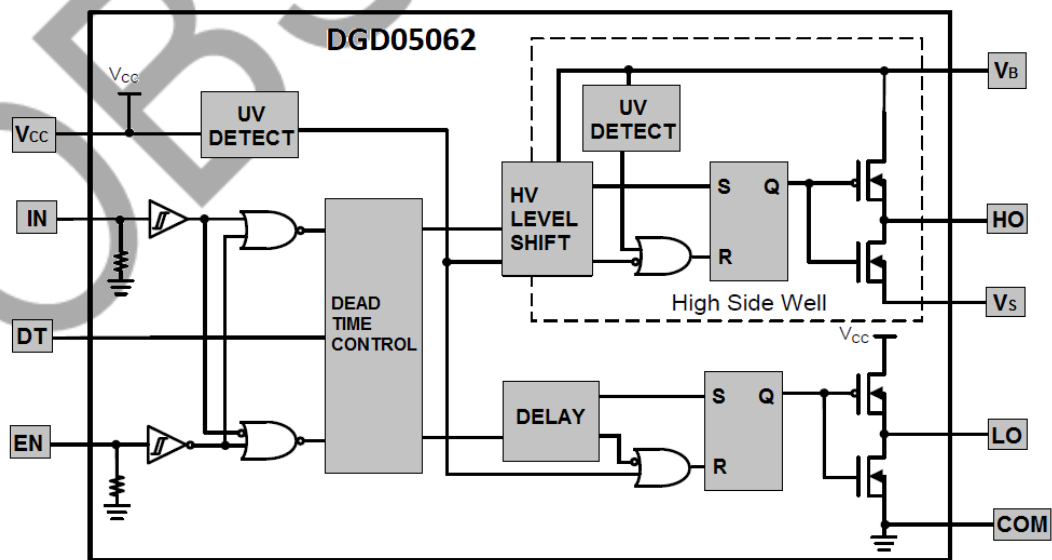 DGD05062
VCC
UV
DETECT
VB
UV
DETECT
VCC
IN
HV
LEVEL
SHIFT
S
Q
R
HO
High Side Well
VS
DEAD
TIME
CONTROL
DT
VCC
DELAY
S
Q
R
EN
LO
COM